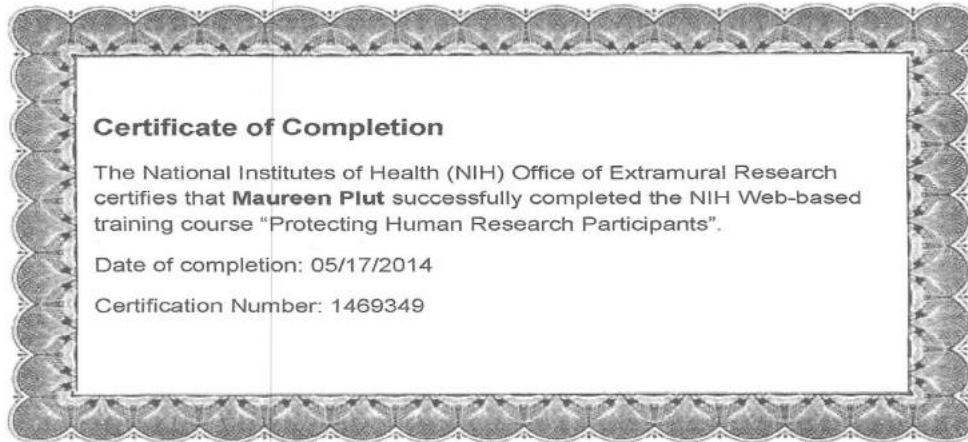 Certificate of Completion
The National Institutes of Health (NIH) Office of Extramural Research
certifies that Maureen Plut successfully completed the NIH Web-based
training course “Protecting Human Research Participants”.
Date of completion: 05/17/2014
Certification Number: 1469349